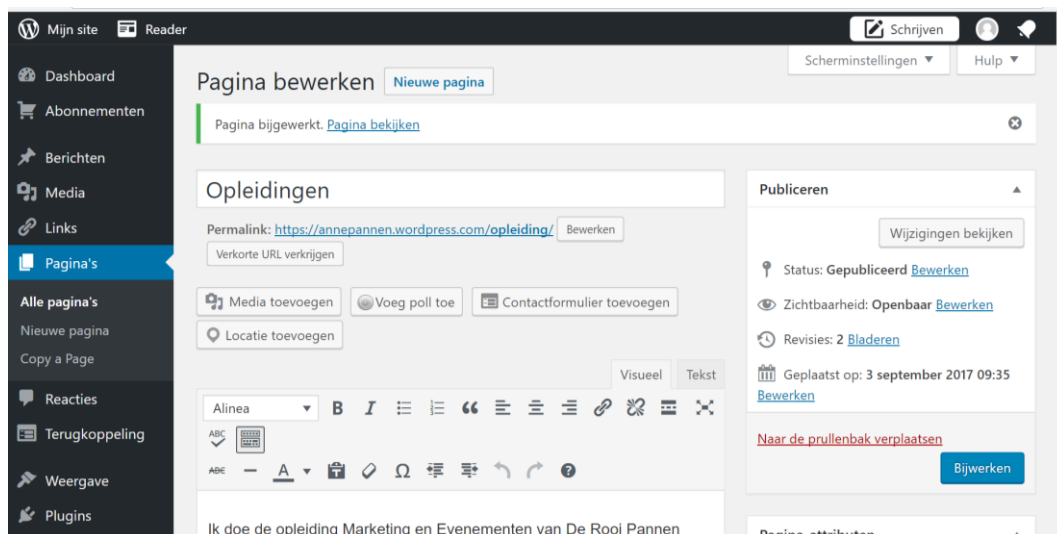 Mijn site Reader Schrijven
Scherminstellingen ▼ Hulp ▼
Dashboard
Abonnementen
Berichten
Media
Links
Pagina's
Alle pagina's
Nieuwe pagina
Copy a Page
Reacties
Terugkoppeling
Weergave
Plugins
Pagina bewerken Nieuwe pagina
Pagina bijgewerkt. Pagina bekijken
Opleidingen
Permalink: https://annepannen.wordpress.com/opleiding/ Bewerken
Verkorte URL verkrijgen
Media toevoegen Voeg poll toe Contactformulier toevoegen
Locatie toevoegen
Visueel Tekst
Alinea ▼ B I
ABC
ABC A Ω
Ik doe de opleiding Marketing en Evenementen van De Rooi Pannen
Publiceren
Wijzigingen bekijken
Status: Gepubliceerd Bewerken
Zichtbaarheid: Openbaar Bewerken
Revisies: 2 Bladeren
Geplaatst op: 3 september 2017 09:35
Bewerken
Naar de prullenbak verplaatsen
Bijwerken
Pagina-attributen